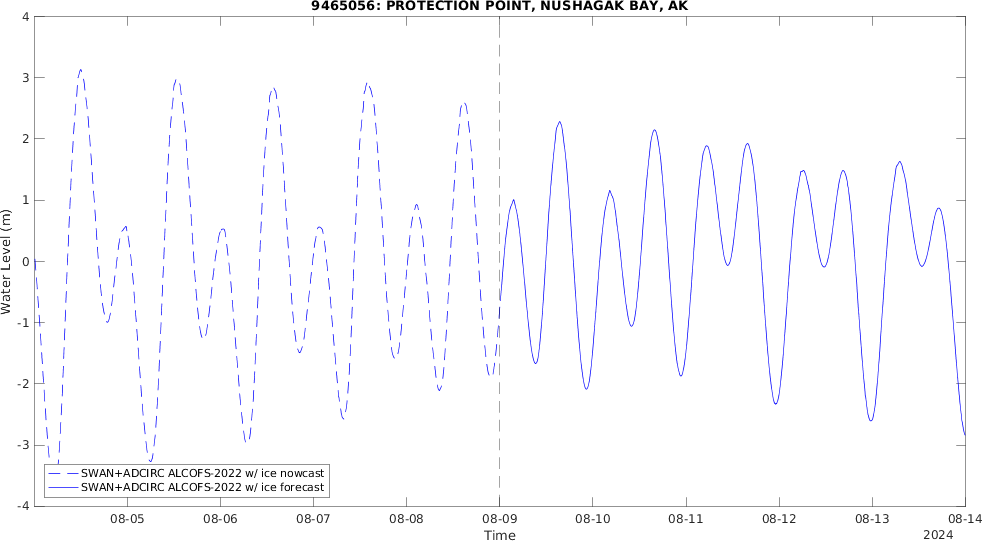 9465056: PROTECTION POINT, NUSHAGAK BAY, AK
4
3
2
1
0
-1
-2
-3
-4
Water Level (m)
SWAN+ADCIRC ALCOFS-2022 w/ ice nowcast
SWAN+ADCIRC ALCOFS-2022 w/ ice forecast
08-05 08-06 08-07 08-08 08-09 08-10 08-11 08-12 08-13 08-14
Time
2024